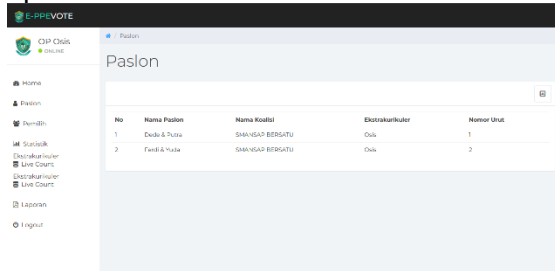 E-PPEVOTE
OP Osis
ONLINE
/ Paslon
Paslon
Home
Paslon
Pemilih
Statistik
Ekstrakurikuler
Live Count
Ekstrakurikuler
Live Count
Laporan
Logout
No Nama Paslon Nama Koalisi Ekstrakurikuler Nomor Urut
1 Dede & Putra SMANSAP BERSATU Osis 1
2 Ferdi & Yuda SMANSAP BERSATU Osis 2